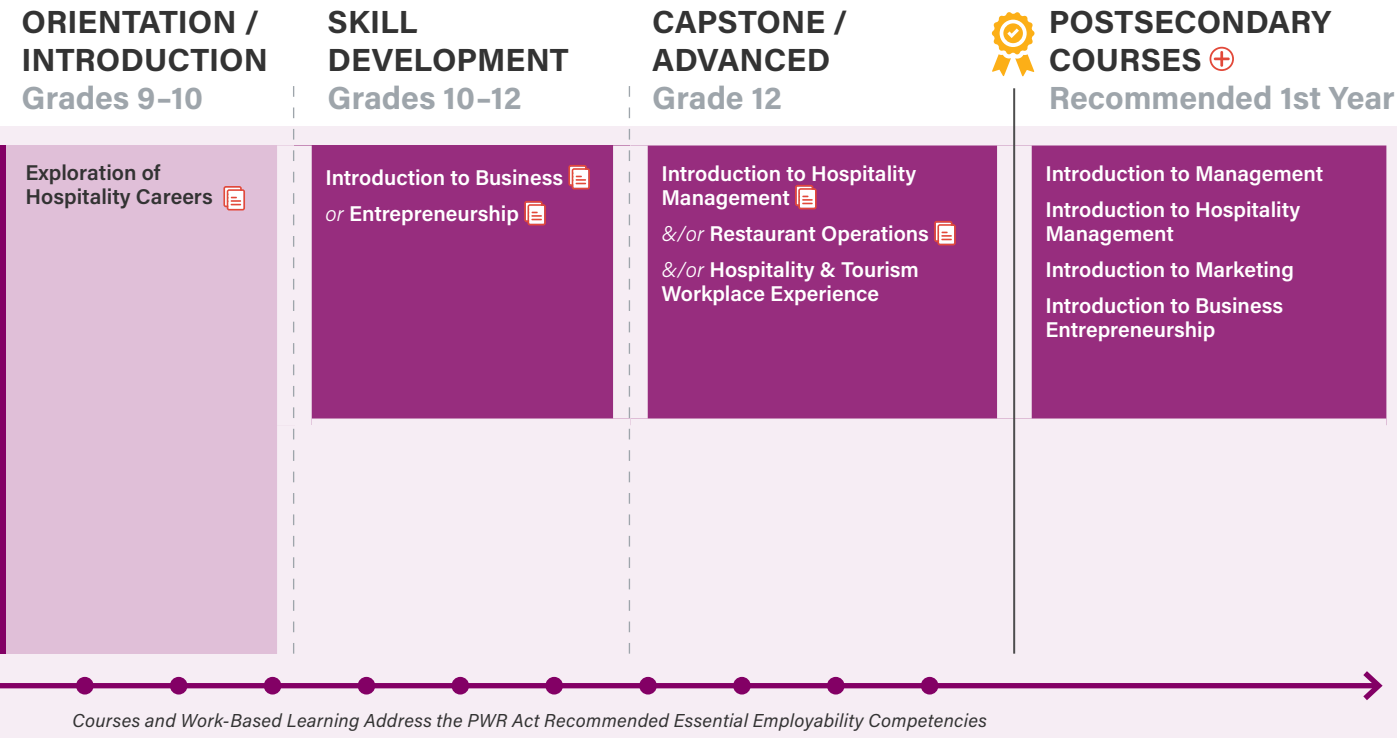 ORIENTATION /
INTRODUCTION
Grades 9–10
SKILL
DEVELOPMENT
Grades 10–12
CAPSTONE /
ADVANCED
Grade 12
POSTSECONDARY
COURSES
Recommended 1st Year
Exploration of
Hospitality Careers
Introduction to Business
or Entrepreneurship
Introduction to Hospitality
Management
&/or Restaurant Operations
&/or Hospitality & Tourism
Workplace Experience
Introduction to Management
Introduction to Hospitality
Management
Introduction to Marketing
Introduction to Business
Entrepreneurship
Courses and Work-Based Learning Address the PWR Act Recommended Essential Employability Competencies